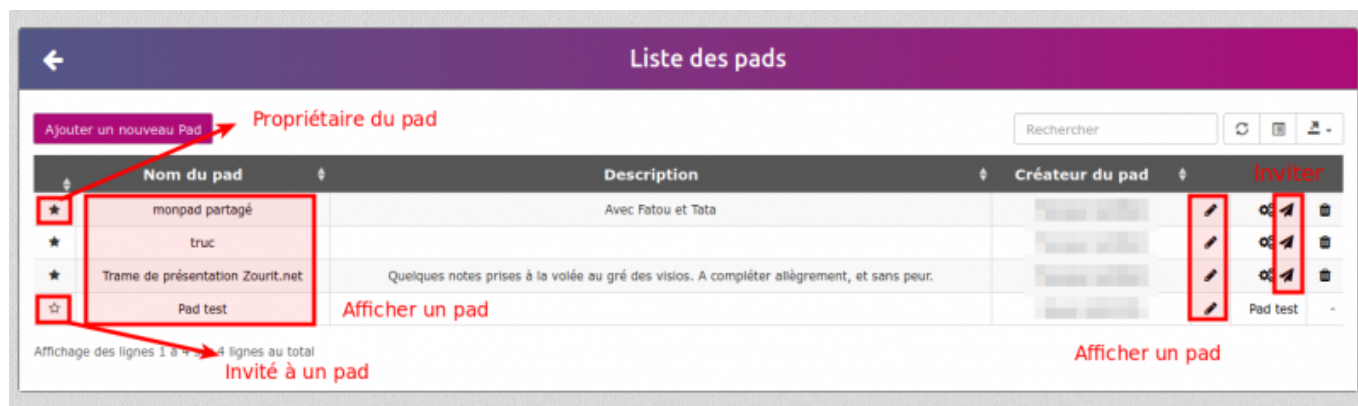 Liste des pads
Propriétaire du pad
Ajouter un nouveau Pad
Rechercher
Nom du pad Description Créateur du pad Inviter
monpad partagé Avec Fatou et Tata
truc
Trame de présentation Zourit.net Quelques notes prises à la volée au gré des visios. A compléter allègrement, et sans peur.
Pad test Afficher un pad Pad test -
Affichage des lignes 1 à 4 4 lignes au total
Afficher un pad
Invité à un pad